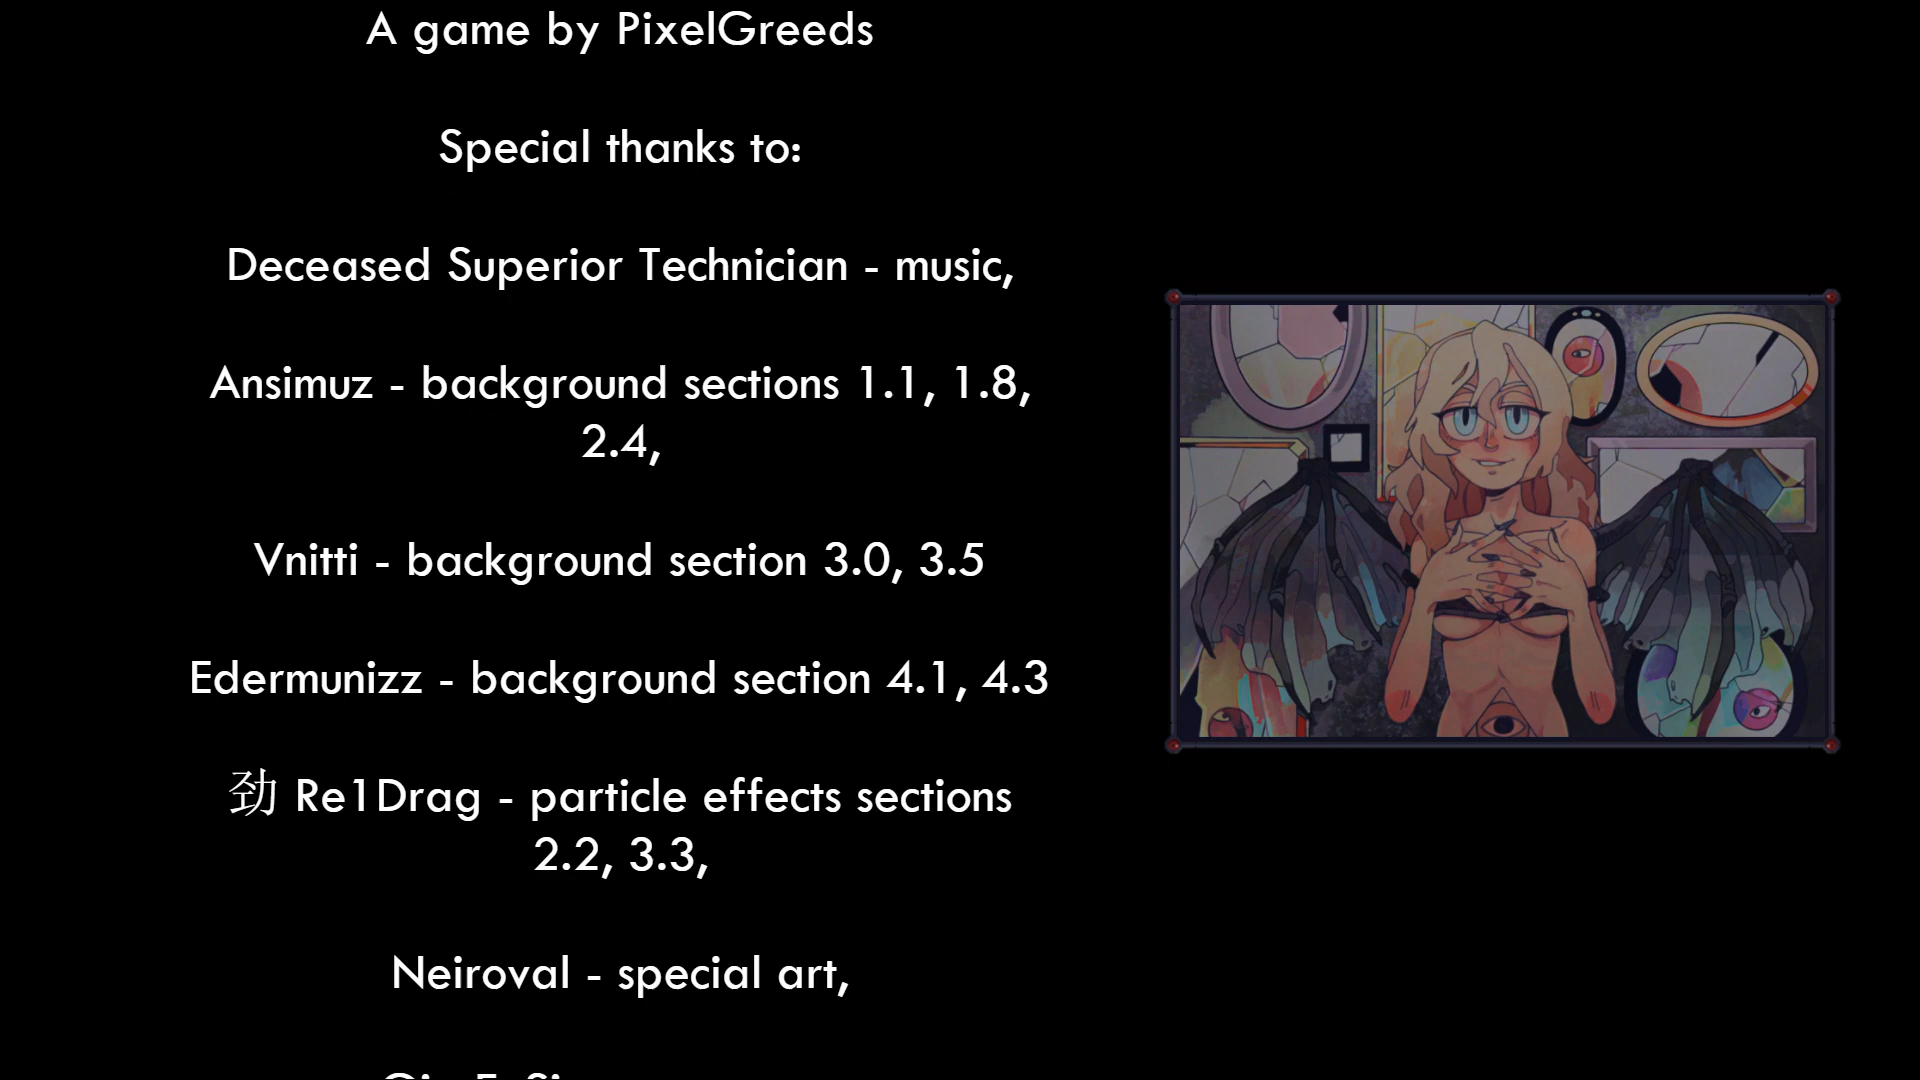 A game by PixelGreeds
Special thanks to:
Deceased Superior Technician - music,
Ansimuz - background sections 1.1, 1.8,
2.4,
Vnitti - background section 3.0, 3.5
Edermunizz - background section 4.1, 4.3
劲 Re1Drag - particle effects sections
2.2, 3.3,
Neiroval - special art,